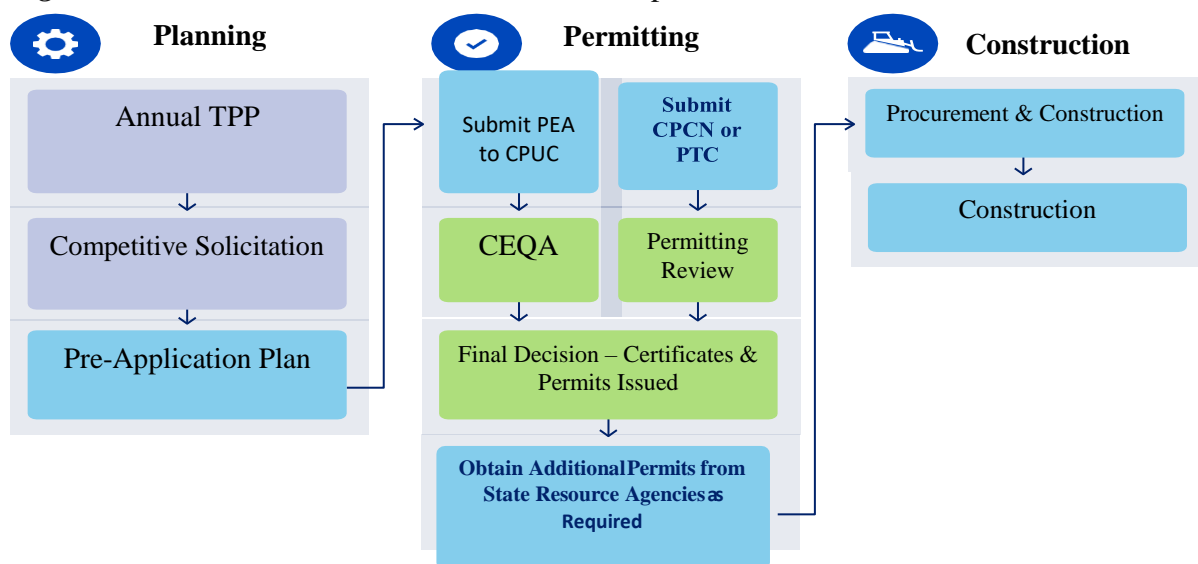 Planning
Annual TPP
Competitive Solicitation
Pre-Application Plan
Permitting
Submit PEA
to CPUC
Submit
CPCN or
PTC
CEQA
Permitting
Review
Final Decision – Certificates &
Permits Issued
Obtain Additional Permits from
State Resource Agencies as
Required
Construction
Procurement & Construction
Construction